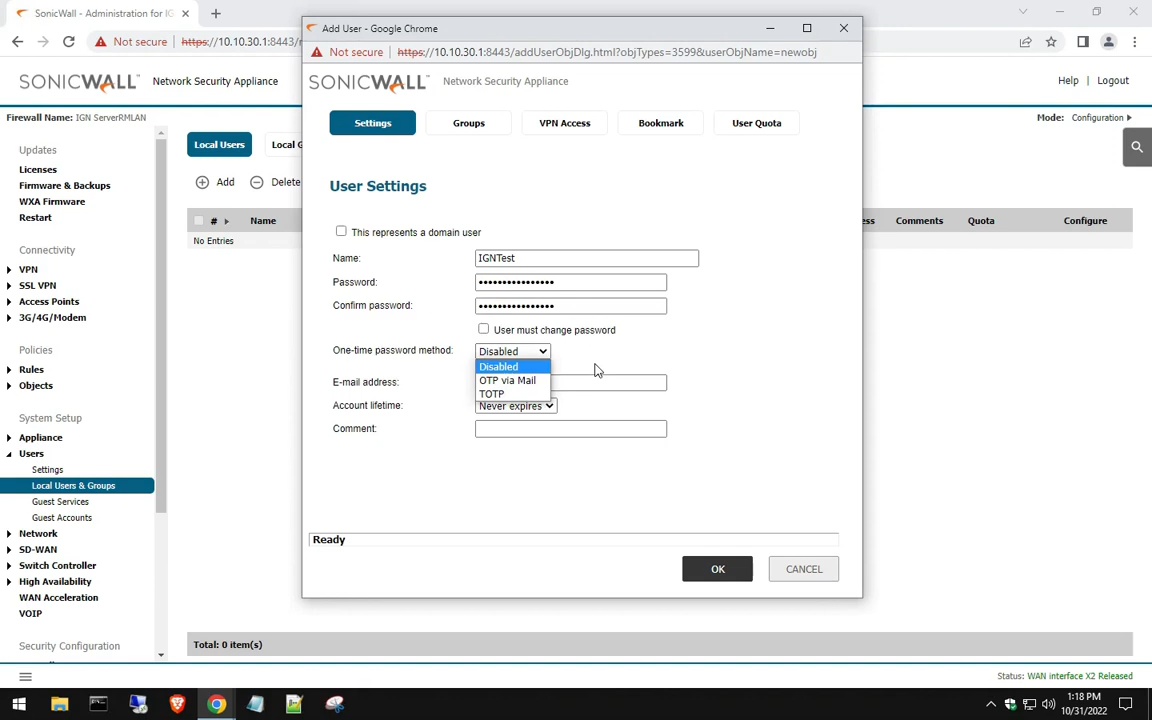 SonicWall - Administration for IG
Add User - Google Chrome
Not secure
https://10.10.30.1:8443/
Not secure
https://10.10.30.1:8443/addUserObjDlg.html?objTypes=3599&userObjName=newobj
SONICWALL Network Security Appliance
SONICWALL Network Security Appliance
Help | Logout
Firewall Name: IGN ServerRMLAN
Mode: Configuration
Updates
Licenses
Firmware & Backups
WXA Firmware
Restart
Connectivity
VPN
SSL VPN
Access Points
3G/4G/Modem
Policies
Rules
Objects
System Setup
Appliance
Users
Settings
Local Users & Groups
Guest Services
Guest Accounts
Network
SD-WAN
Switch Controller
High Availability
WAN Acceleration
VOIP
Security Configuration
Local Users
Local G
Add
Delete
# Name
No Entries
ess Comments Quota Configure
Total: 0 item(s)
Settings Groups VPN Access Bookmark User Quota
User Settings
This represents a domain user
Name: IGNTest
Password: ••••••••••••••••
Confirm password: ••••••••••••••••
User must change password
One-time password method: Disabled
Disabled
OTP via Mail
TOTP
E-mail address:
Account lifetime: Never expires
Comment:
Ready
OK CANCEL
Status: WAN interface X2 Released
1:18 PM
10/31/2022